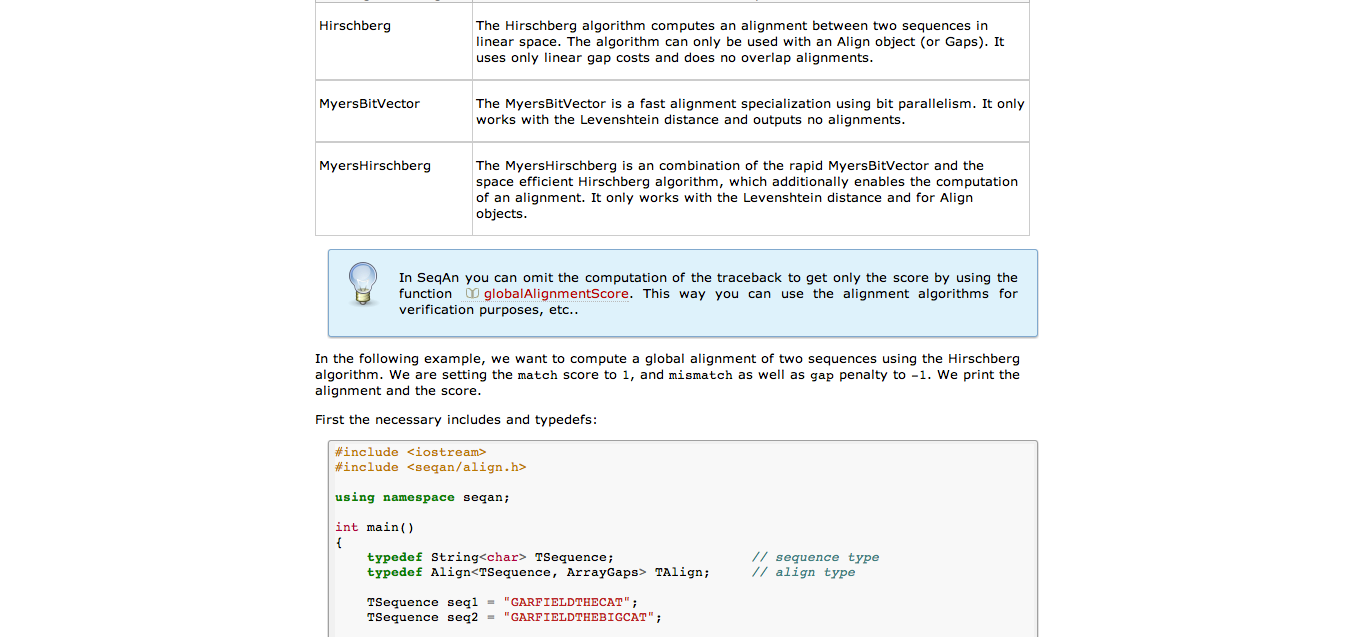 Hirschberg
The Hirschberg algorithm computes an alignment between two sequences in
linear space. The algorithm can only be used with an Align object (or Gaps). It
uses only linear gap costs and does no overlap alignments.
MyersBitVector
The MyersBitVector is a fast alignment specialization using bit parallelism. It only
works with the Levenshtein distance and outputs no alignments.
MyersHirschberg
The MyersHirschberg is an combination of the rapid MyersBitVector and the
space efficient Hirschberg algorithm, which additionally enables the computation
of an alignment. It only works with the Levenshtein distance and for Align
objects.
In SeqAn you can omit the computation of the traceback to get only the score by using the
function globalAlignmentScore. This way you can use the alignment algorithms for
verification purposes, etc..
In the following example, we want to compute a global alignment of two sequences using the Hirschberg
algorithm. We are setting the match score to 1, and mismatch as well as gap penalty to -1. We print the
alignment and the score.
First the necessary includes and typedefs:
#include <iostream>
#include <seqan/align.h>
using namespace seqan;
int main()
{
    typedef String<char> TSequence;                 // sequence type
    typedef Align<TSequence, ArrayGaps> TAlign;     // align type
    TSequence seq1 = "GARFIELDTHECAT";
    TSequence seq2 = "GARFIELDTHEBIGCAT";